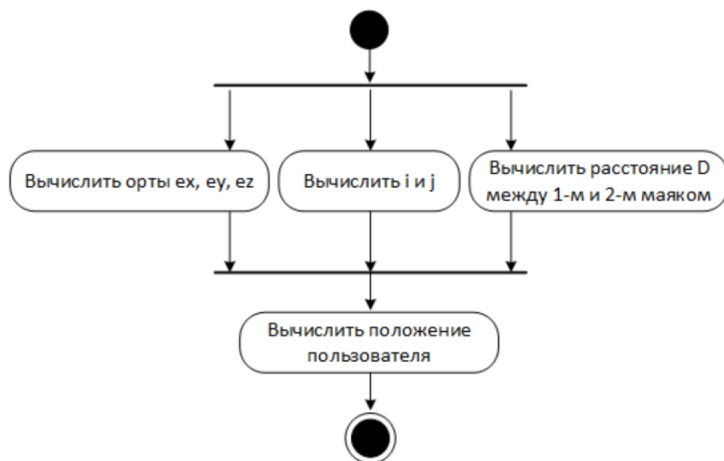 Вычислить орты ex, ey, ez
Вычислить i и j
Вычислить расстояние D
между 1-м и 2-м маяком
Вычислить положение
пользователя